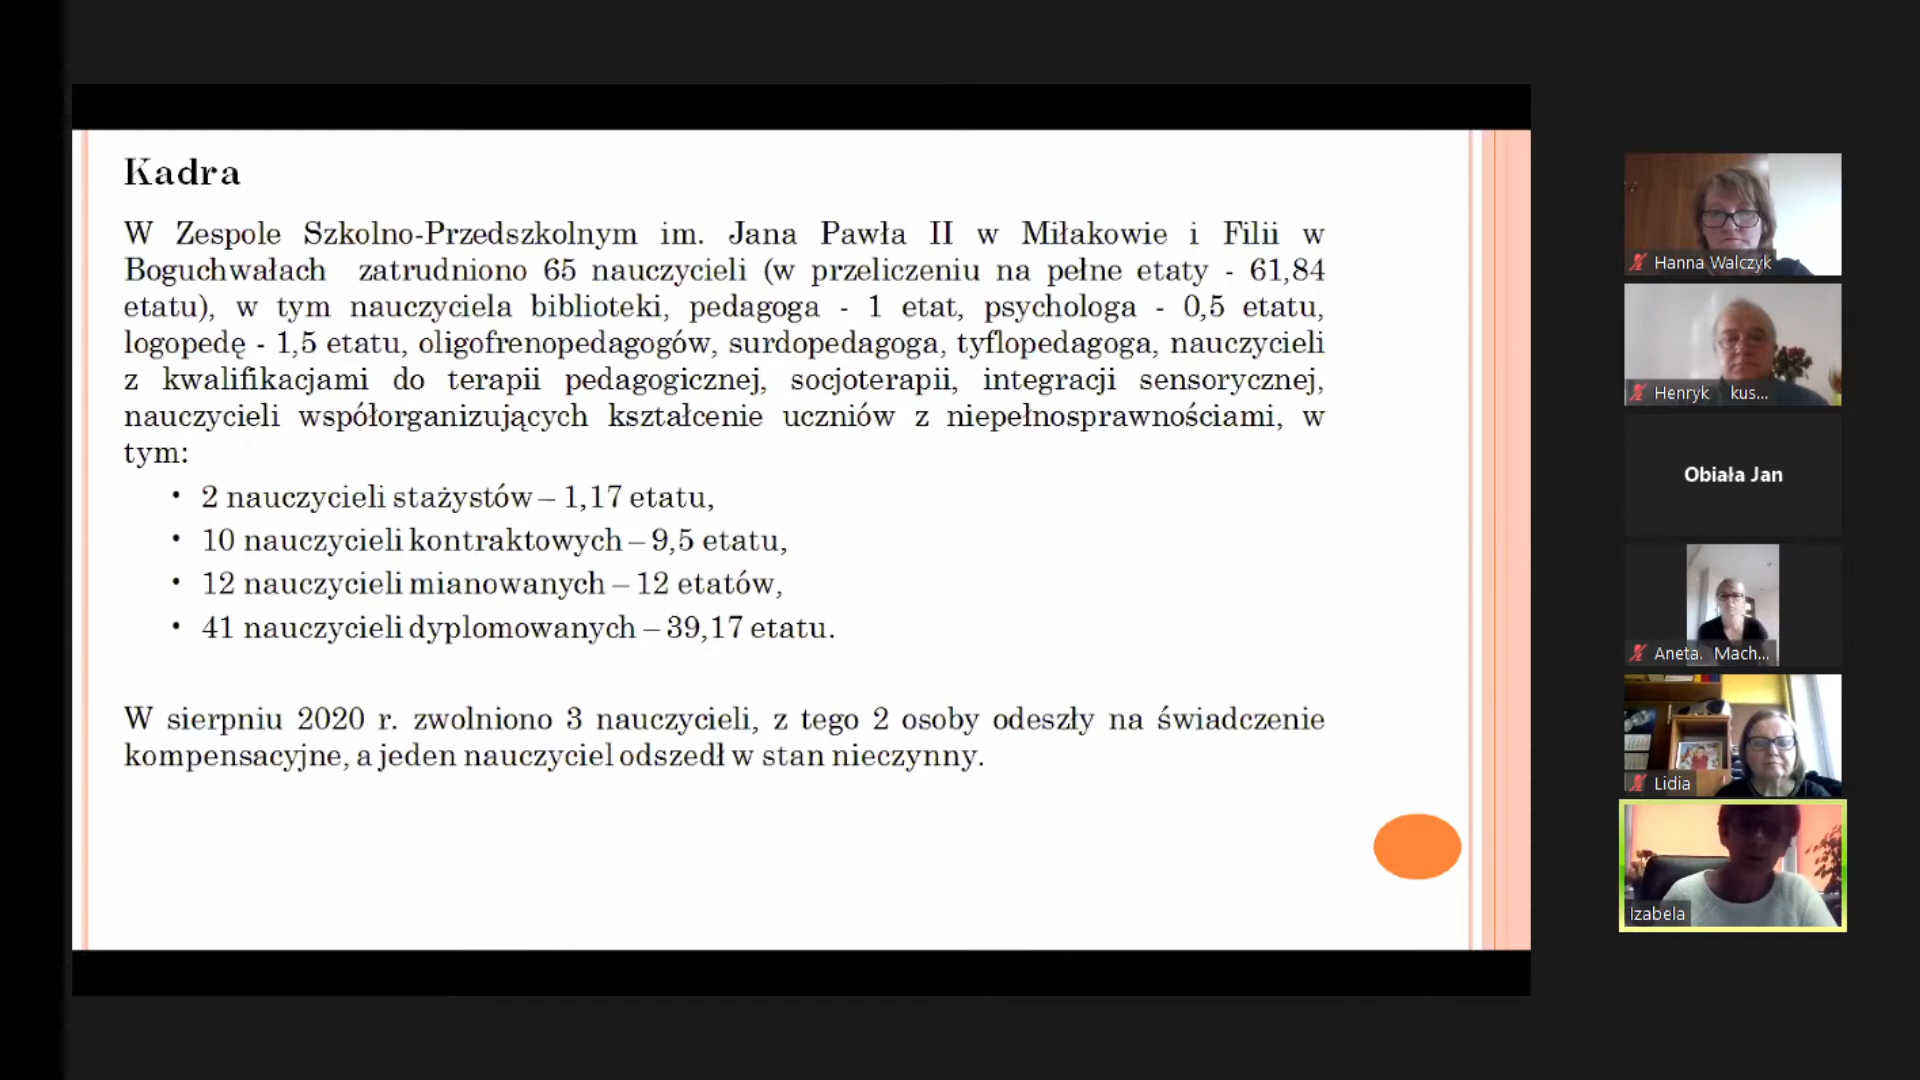 Kadra
W Zespole Szkolno-Przedszkolnym im. Jana Pawła II w Miłakowie i Filii w
Boguchwałach zatrudniono 65 nauczycieli (w przeliczeniu na pełne etaty - 61,84
etatu), w tym nauczyciela biblioteki, pedagoga - 1 etat, psychologa - 0,5 etatu,
logopedę - 1,5 etatu, oligofrenopedagogów, surdopedagoga, tyflopedagoga, nauczycieli
z kwalifikacjami do terapii pedagogicznej, socjoterapii, integracji sensorycznej,
nauczycieli współorganizujących kształcenie uczniów z niepełnosprawnościami, w
tym:
• 2 nauczycieli stażystów – 1,17 etatu,
• 10 nauczycieli kontraktowych – 9,5 etatu,
• 12 nauczycieli mianowanych – 12 etatów,
• 41 nauczycieli dyplomowanych – 39,17 etatu.
W sierpniu 2020 r. zwolniono 3 nauczycieli, z tego 2 osoby odeszły na świadczenie
kompensacyjne, a jeden nauczyciel odszedł w stan nieczynny.
Hanna Walczyk
Henryk kus...
Obiała Jan
Aneta. Mach...
Lidia
Izabela